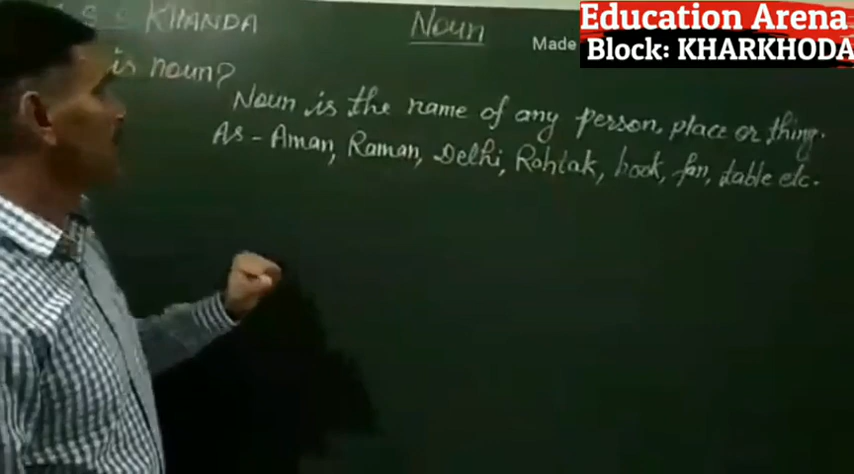 S S KHANDA
Noun
Made
Education Arena
Block: KHARKHODA
is noun?
Noun is the name of any person, place or thing.
As - Aman, Raman, Delhi, Rohtak, book, fan, table etc.